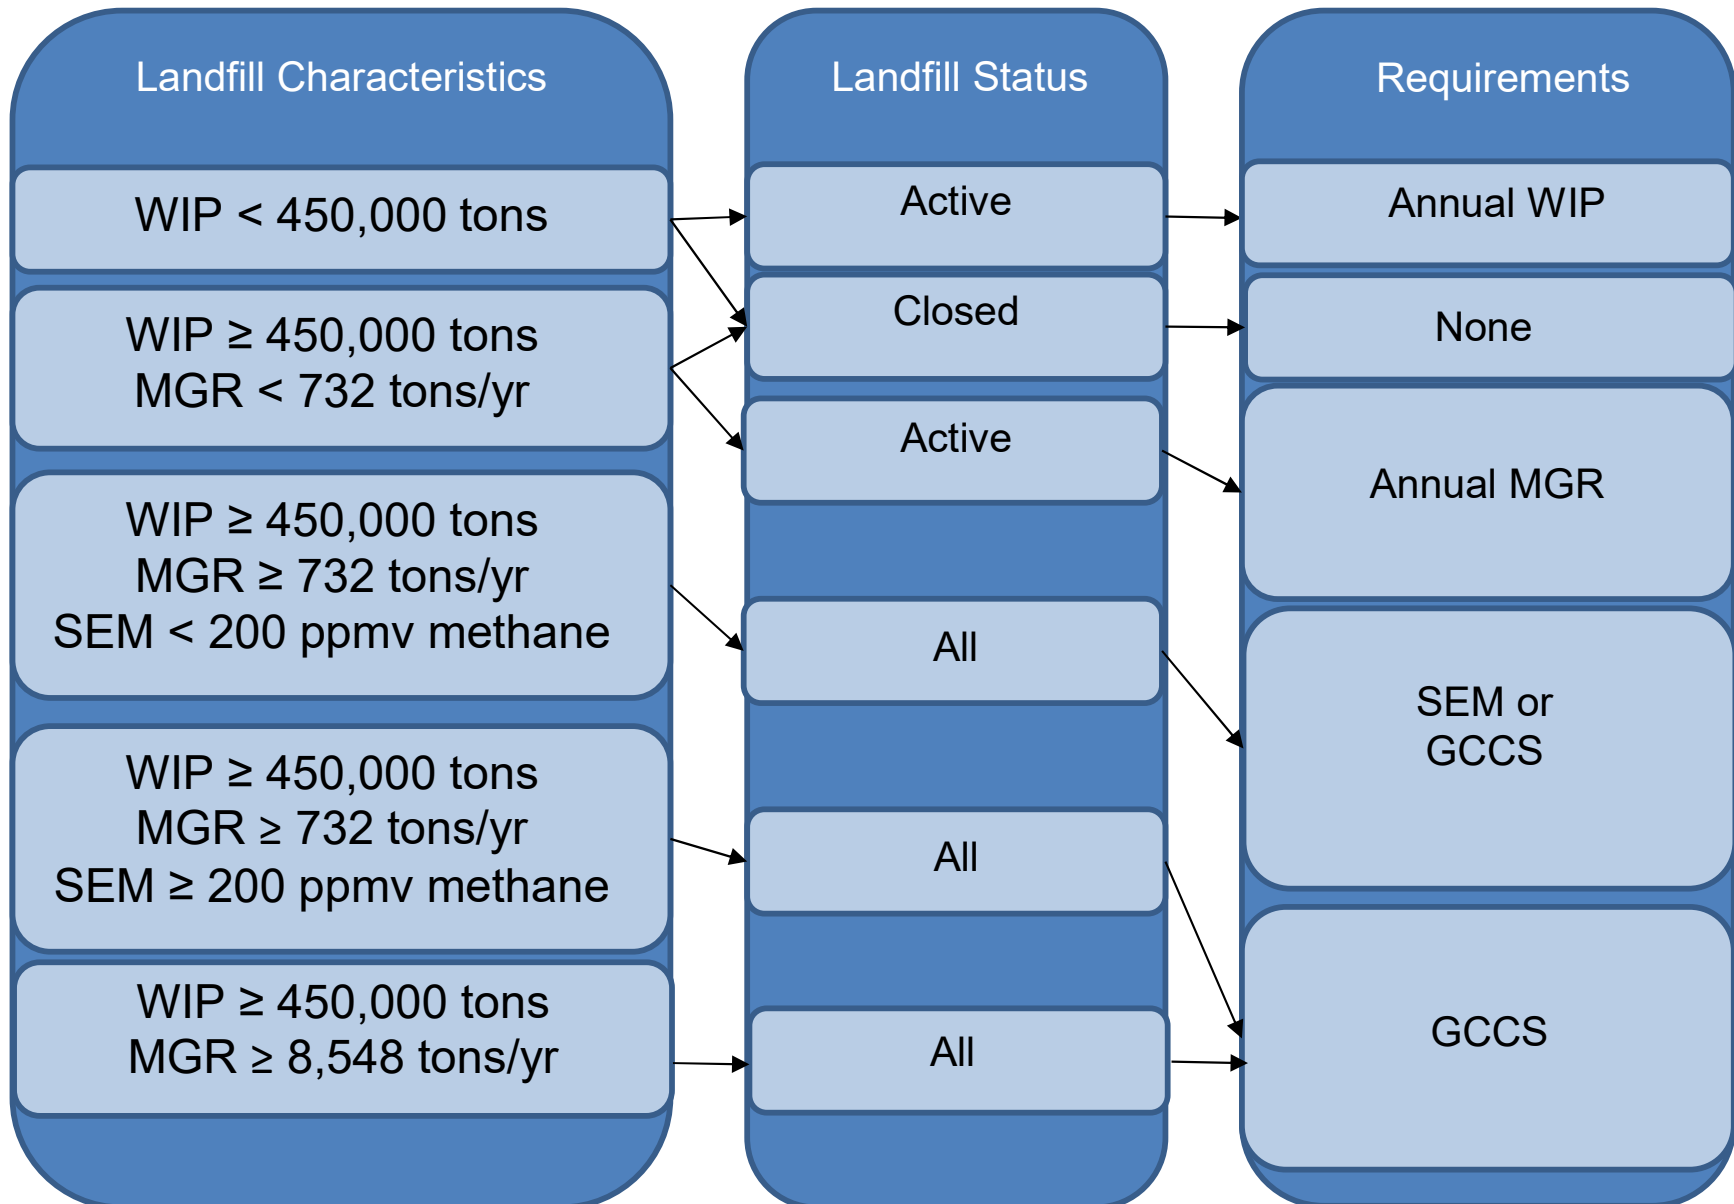 Landfill Characteristics
WIP < 450,000 tons
WIP ≥ 450,000 tons
MGR < 732 tons/yr
WIP ≥ 450,000 tons
MGR ≥ 732 tons/yr
SEM < 200 ppmv methane
WIP ≥ 450,000 tons
MGR ≥ 732 tons/yr
SEM ≥ 200 ppmv methane
WIP ≥ 450,000 tons
MGR ≥ 8,548 tons/yr
Landfill Status
Active
Closed
Active
All
All
All
Requirements
Annual WIP
None
Annual MGR
SEM or
GCCS
GCCS